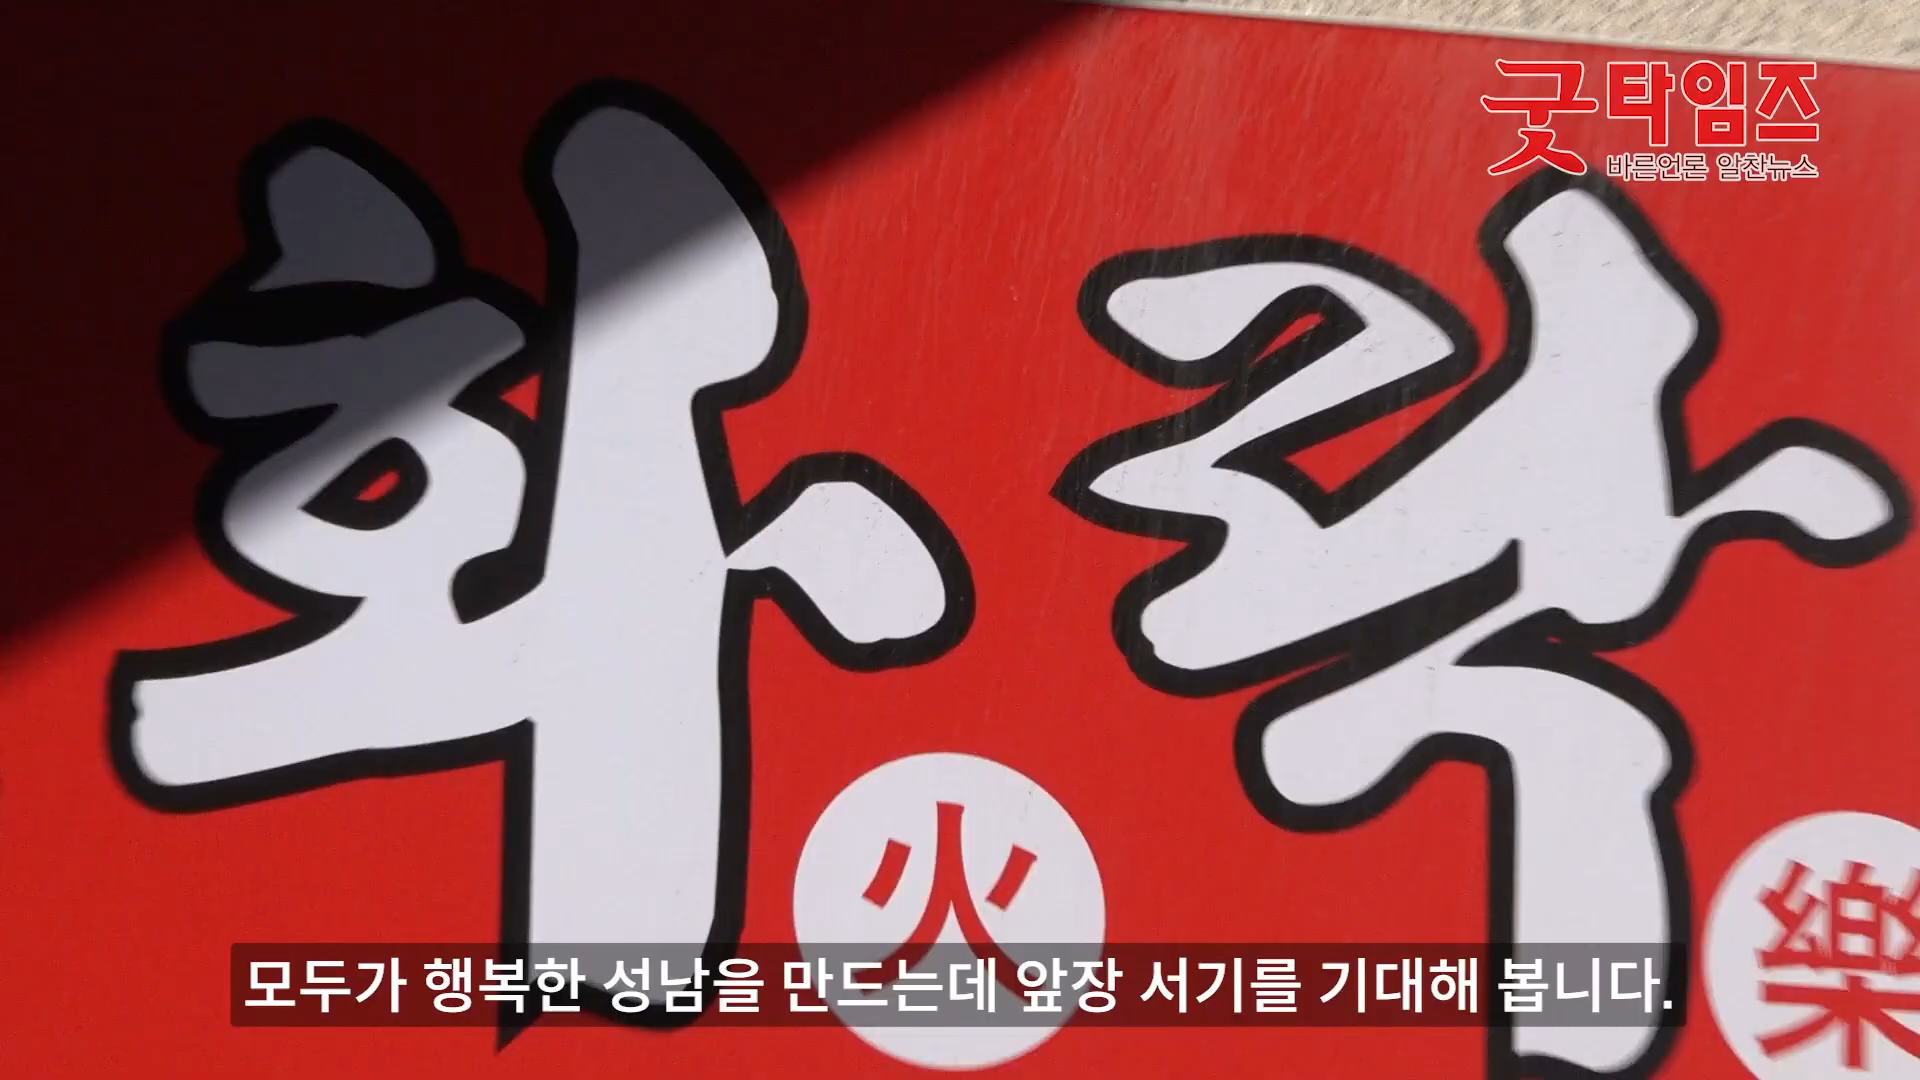 굿타임즈
바른언론 알찬뉴스
화락
火
樂
모두가 행복한 성남을 만드는데 앞장 서기를 기대해 봅니다.